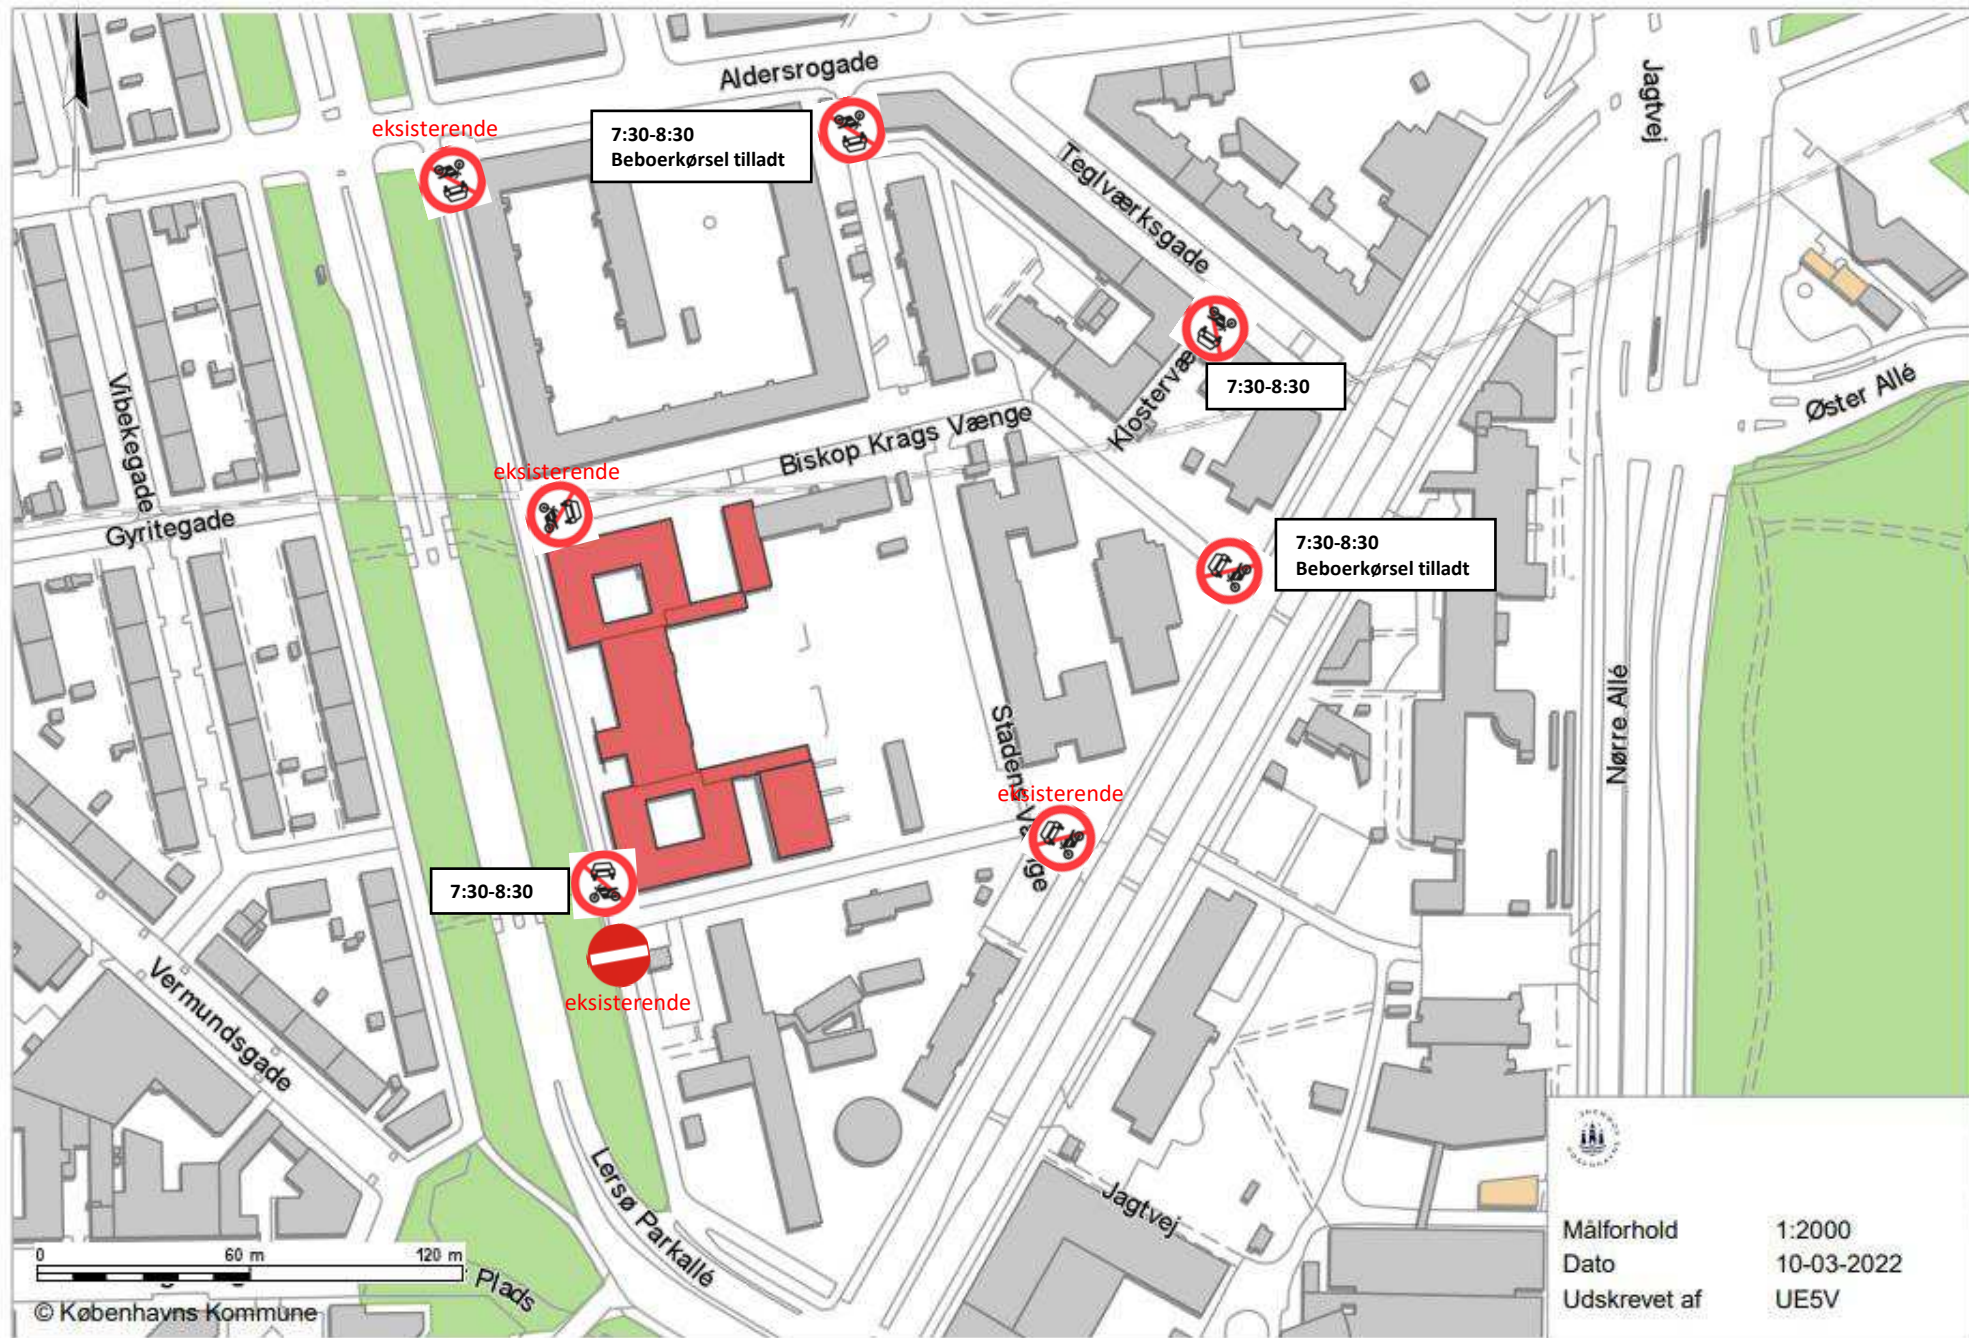 Aldersrogade
Jagtvej
eksisterende
7:30-8:30
Beboerkørsel tilladt
Teglværksgade
Vibekegade
Klostervæ
7:30-8:30
Øster Allé
Biskop Krags Vænge
eksisterende
Gyritegade
7:30-8:30
Beboerkørsel tilladt
Nørre Allé
Stadens Væ
nge
eksisterende
7:30-8:30
eksisterende
Vermundsgade
Lersø Parkallé
Jagtvej
Plads
0 60 m 120 m
© Københavns Kommune
Målforhold 1:2000
Dato 10-03-2022
Udskrevet af UE5V